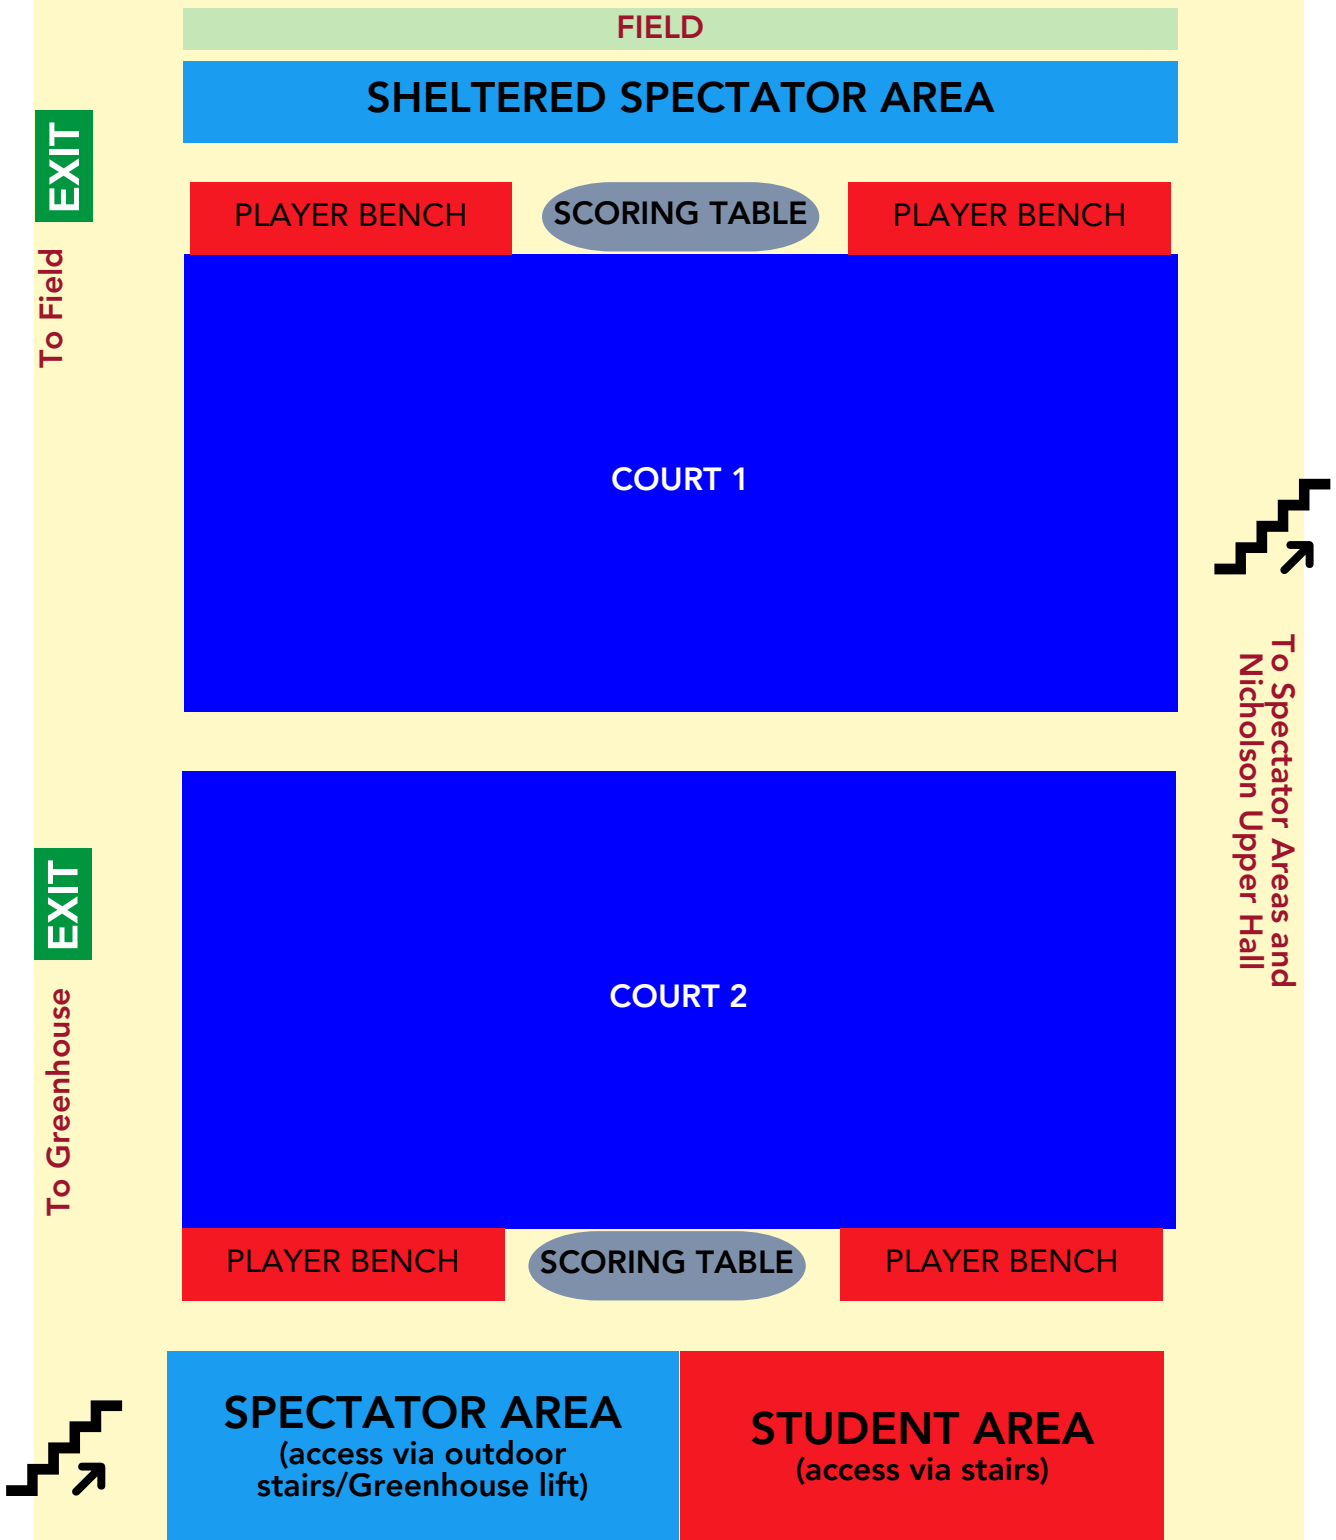 FIELD
SHELTERED SPECTATOR AREA
EXIT
To Field
PLAYER BENCH
SCORING TABLE
PLAYER BENCH
COURT 1
To Spectator Areas and
Nicholson Upper Hall
EXIT
To Greenhouse
COURT 2
PLAYER BENCH
SCORING TABLE
PLAYER BENCH
SPECTATOR AREA
(access via outdoor
stairs/Greenhouse lift)
STUDENT AREA
(access via stairs)